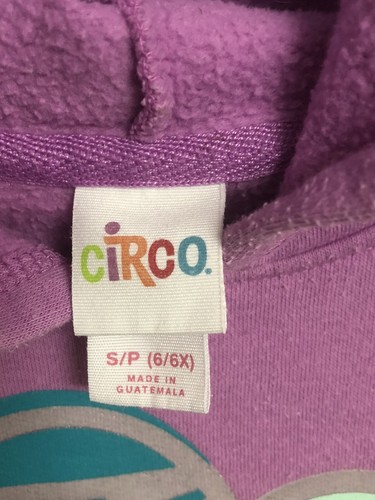 CiRCO.
S/P (6/6X)
MADE IN
GUATEMALA